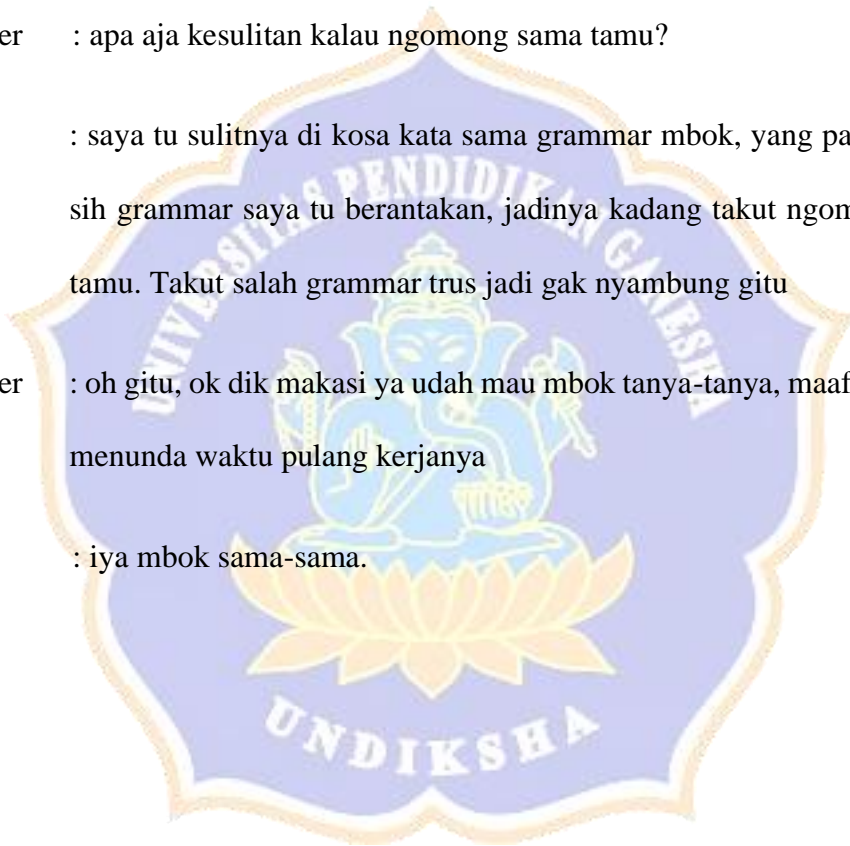 er : apa aja kesulitan kalau ngomong sama tamu?
: saya tu sulitnya di kosa kata sama grammar mbok, yang pa
sih grammar saya tu berantakan, jadinya kadang takut ngom
tamu. Takut salah grammar trus jadi gak nyambung gitu
er : oh gitu, ok dik makasi ya udah mau mbok tanya-tanya, maaf
menunda waktu pulang kerjanya
: iya mbok sama-sama.
UNIVERSITAS PENDIDIKAN GANESHA
UNDIKSHA